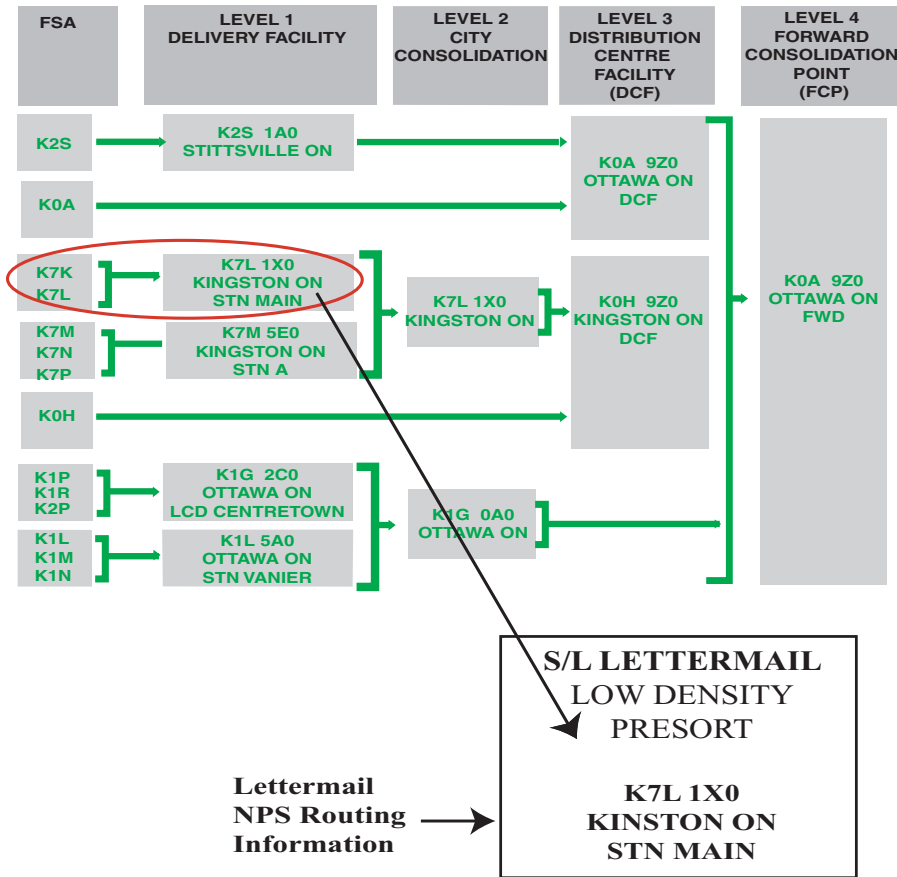 FSA
LEVEL 1
DELIVERY FACILITY
LEVEL 2
CITY
CONSOLIDATION
LEVEL 3
DISTRIBUTION
CENTRE
FACILITY
(DCF)
LEVEL 4
FORWARD
CONSOLIDATION
POINT
(FCP)
K2S
K2S 1A0
STITTSVILLE ON
K0A
K0A 9Z0
OTTAWA ON
DCF
K7K
K7L
K7L 1X0
KINGSTON ON
STN MAIN
K7M
K7N
K7P
K7M 5E0
KINGSTON ON
STN A
K7L 1X0
KINGSTON ON
K0H 9Z0
KINGSTON ON
DCF
K0A 9Z0
OTTAWA ON
FWD
K0H
K1P
K1R
K2P
K1G 2C0
OTTAWA ON
LCD CENTRETOWN
K1L
K1M
K1N
K1L 5A0
OTTAWA ON
STN VANIER
K1G 0A0
OTTAWA ON
S/L LETTERMAIL
LOW DENSITY
PRESORT
K7L 1X0
KINSTON ON
STN MAIN
Lettermail
NPS Routing
Information